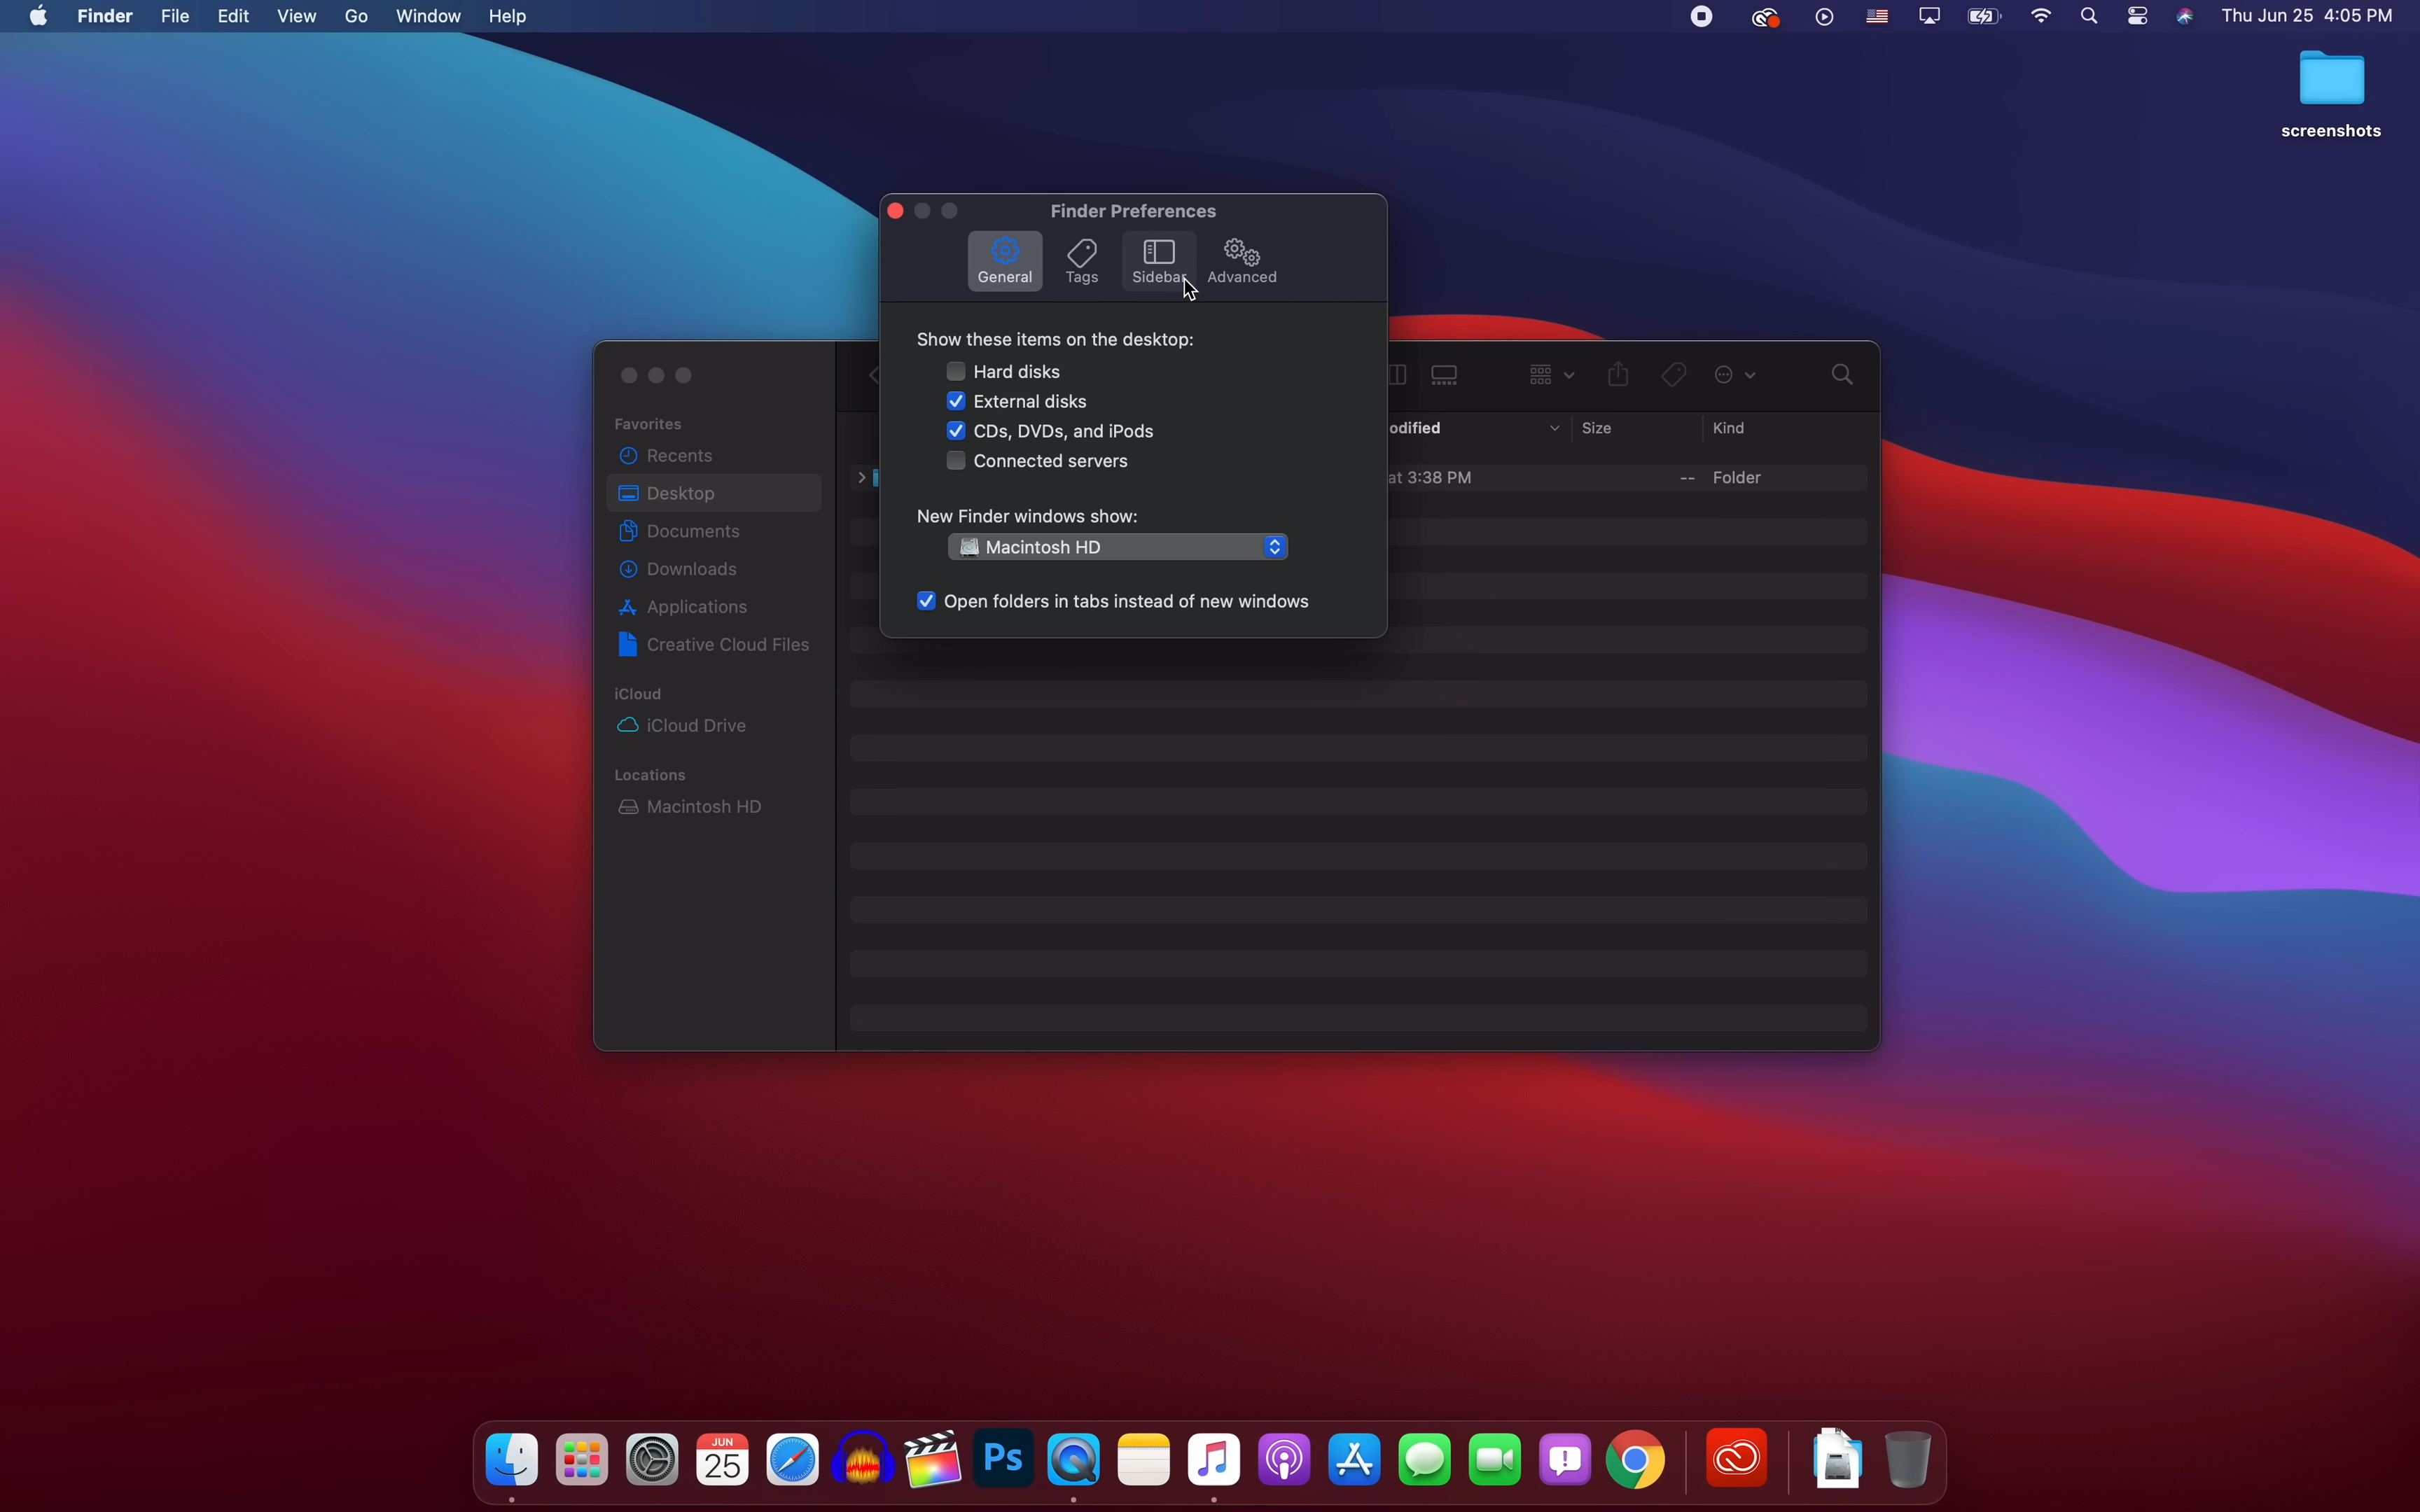 Finder File Edit View Go Window Help Thu Jun 25 4:05 PM
screenshots
Finder Preferences
General Tags Sidebar Advanced
Show these items on the desktop:
Hard disks
External disks
CDs, DVDs, and iPods
Connected servers
New Finder windows show:
Macintosh HD
Open folders in tabs instead of new windows
Favorites
Recents
Desktop
Documents
Downloads
Applications
Creative Cloud Files
iCloud
iCloud Drive
Locations
Macintosh HD
odified Size Kind
at 3:38 PM -- Folder
JUN
25
Ps